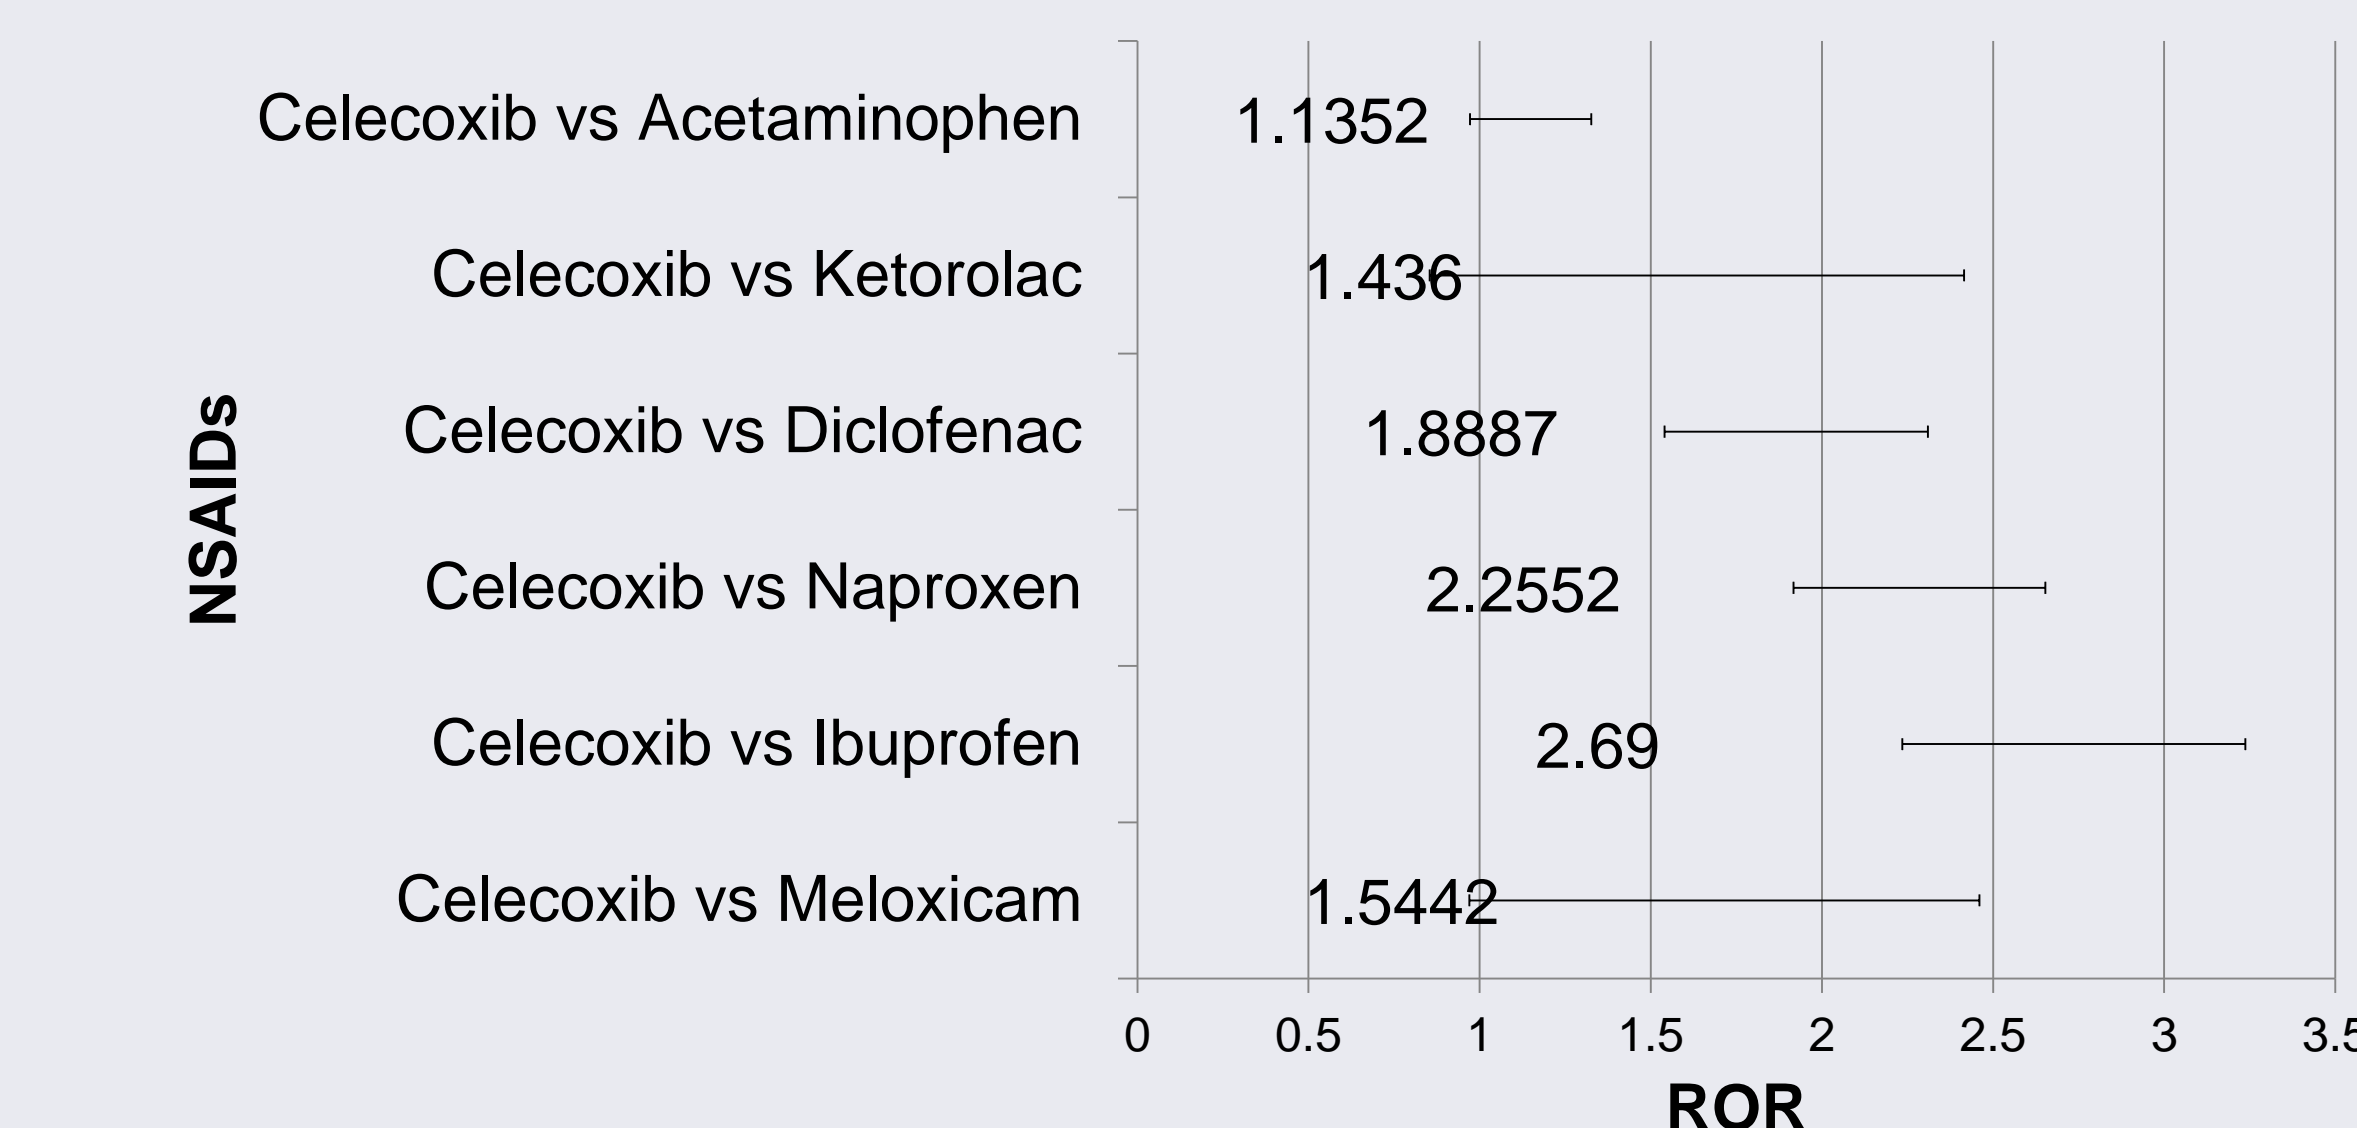 Celecoxib vs Acetaminophen 1.1352
Celecoxib vs Ketorolac 1.436
Celecoxib vs Diclofenac 1.8887
NSAIDs
Celecoxib vs Naproxen 2.2552
Celecoxib vs Ibuprofen 2.69
Celecoxib vs Meloxicam 1.5442
0 0.5 1 1.5 2 2.5 3 3.5
ROR